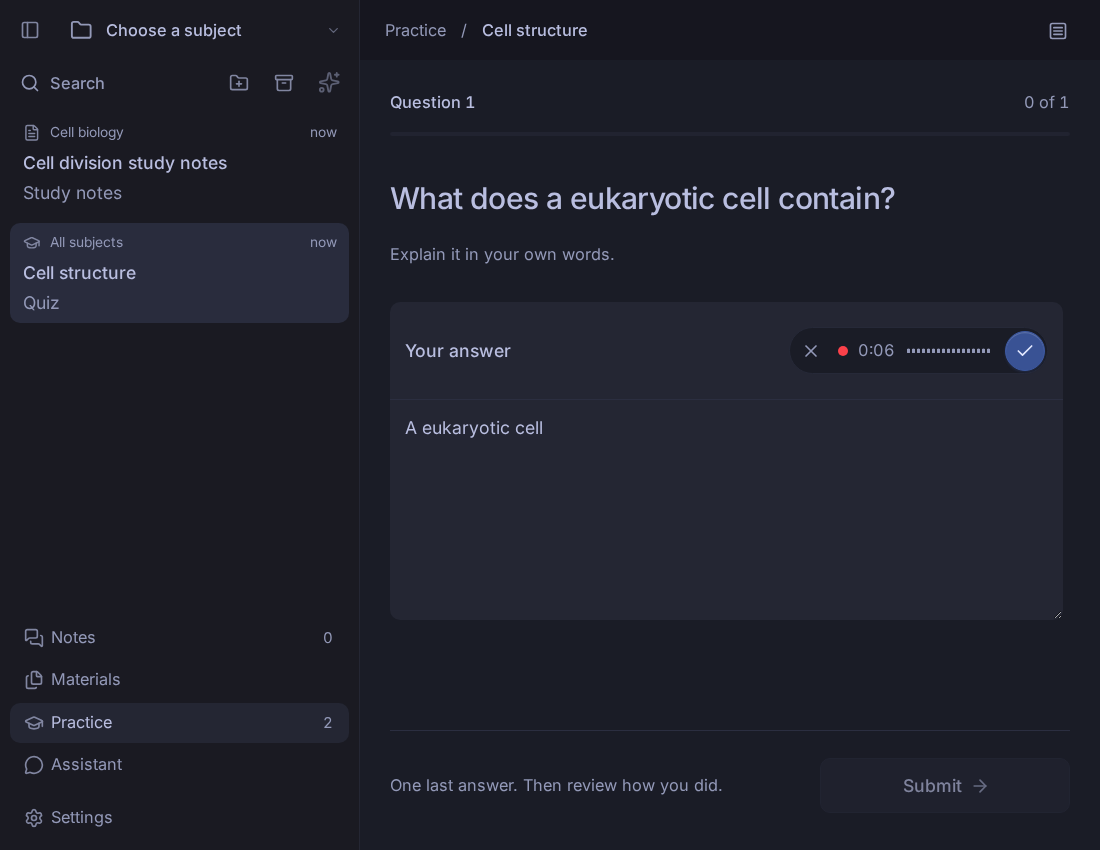 Choose a subject
Search
Cell biology now
Cell division study notes
Study notes
All subjects now
Cell structure
Quiz
Notes 0
Materials
Practice 2
Assistant
Settings
Practice / Cell structure
Question 1 0 of 1
What does a eukaryotic cell contain?
Explain it in your own words.
Your answer 0:06
A eukaryotic cell
One last answer. Then review how you did.
Submit